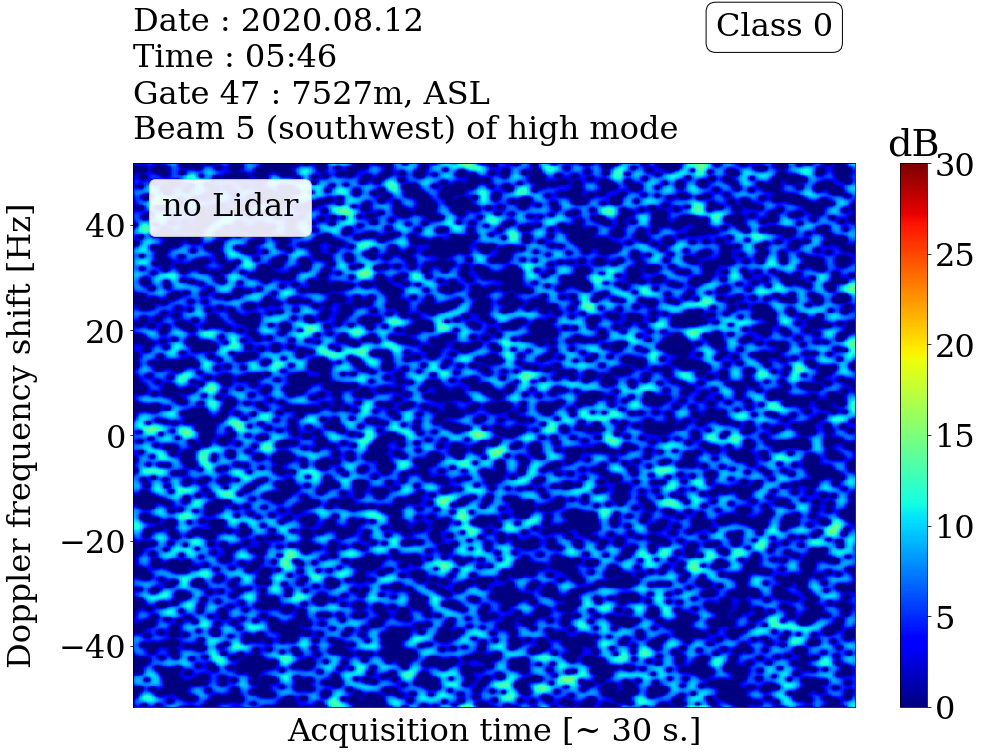 Date : 2020.08.12
Time : 05:46
Gate 47 : 7527m, ASL
Beam 5 (southwest) of high mode
Class 0
dB
no Lidar
Doppler frequency shift [Hz]
40
20
0
−20
−40
30
25
20
15
10
5
0
Acquisition time [~ 30 s.]